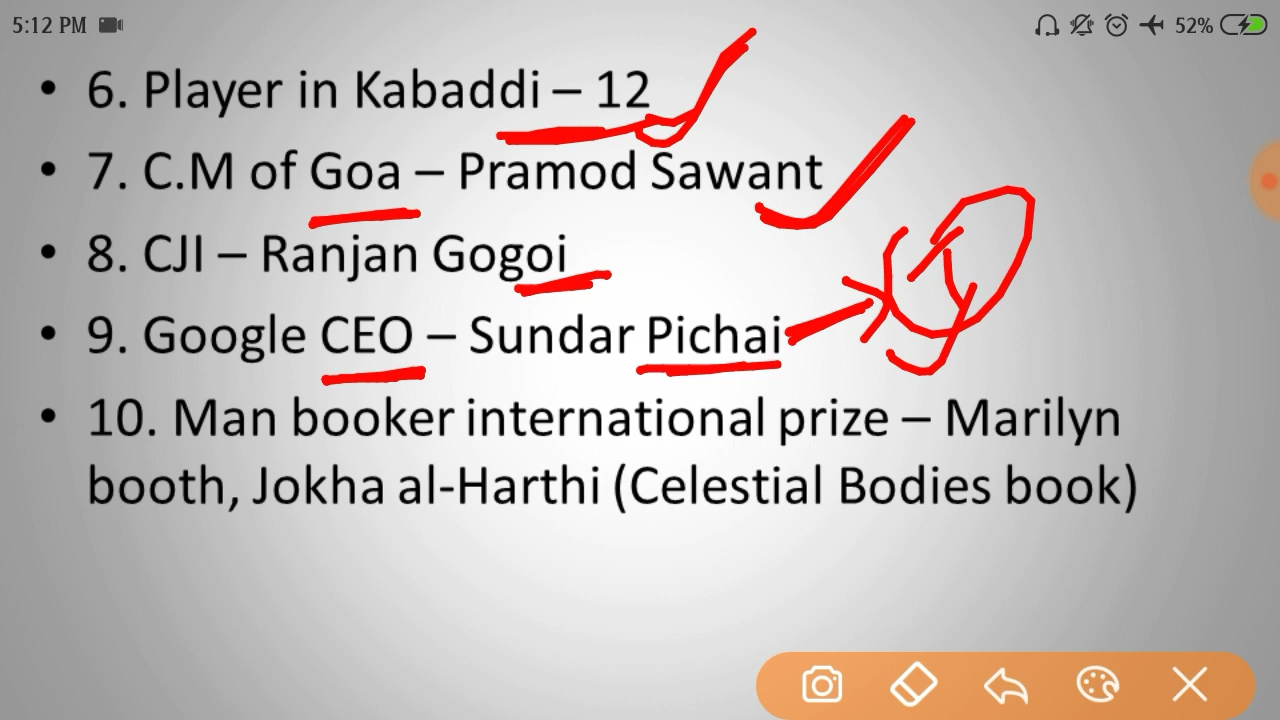 5:12 PM 52%
• 6. Player in Kabaddi – 12
• 7. C.M of Goa – Pramod Sawant
• 8. CJI – Ranjan Gogoi
• 9. Google CEO – Sundar Pichai
• 10. Man booker international prize – Marilyn
booth, Jokha al-Harthi (Celestial Bodies book)